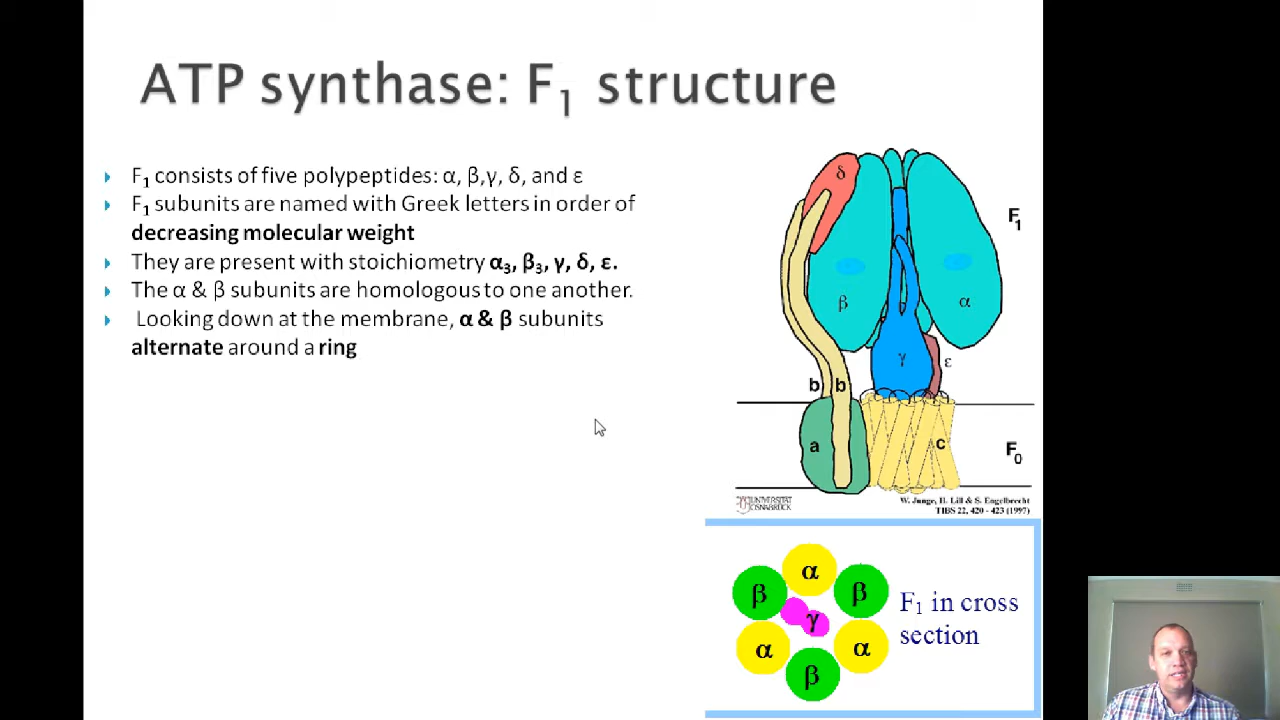 ATP synthase: F₁ structure
F₁ consists of five polypeptides: α, β,γ, δ, and ε
F₁ subunits are named with Greek letters in order of
decreasing molecular weight
They are present with stoichiometry α₃, β₃, γ, δ, ε.
The α & β subunits are homologous to one another.
Looking down at the membrane, α & β subunits
alternate around a ring
δ
F₁
β
α
γ
ε
b
b
a
c
F₀
UNIVERSITÄT
OSNABRÜCK
W. Junge, H. Lill & S. Engelbrecht
TIBS 22, 420 - 423 (1997)
α
β
β
γ
α
α
β
F₁ in cross
section